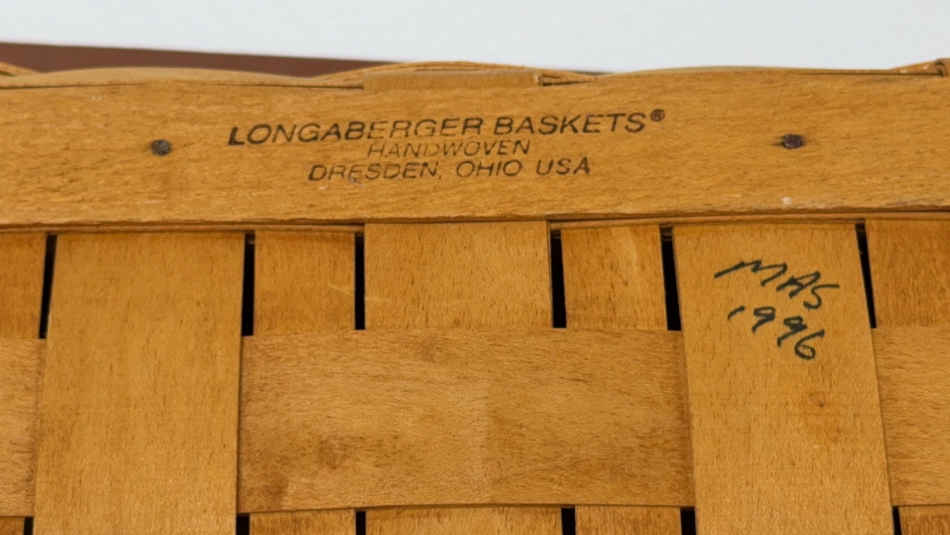 LONGABERGER BASKETS®
HANDWOVEN
DRESDEN, OHIO USA
MAS
1996